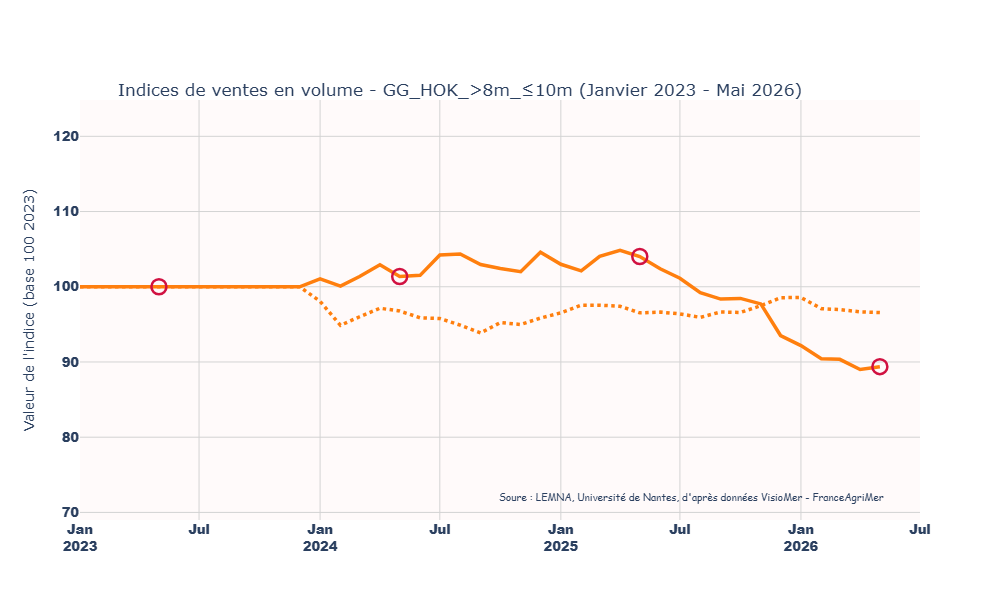 Indices de ventes en volume - GG_HOK_>8m_≤10m (Janvier 2023 - Mai 2026)
Valeur de l'indice (base 100 2023)
120
110
100
90
80
70
Soure : LEMNA, Université de Nantes, d'après données VisioMer - FranceAgriMer
Jan Jul Jan Jul Jan Jul Jan Jul
2023 2024 2025 2026